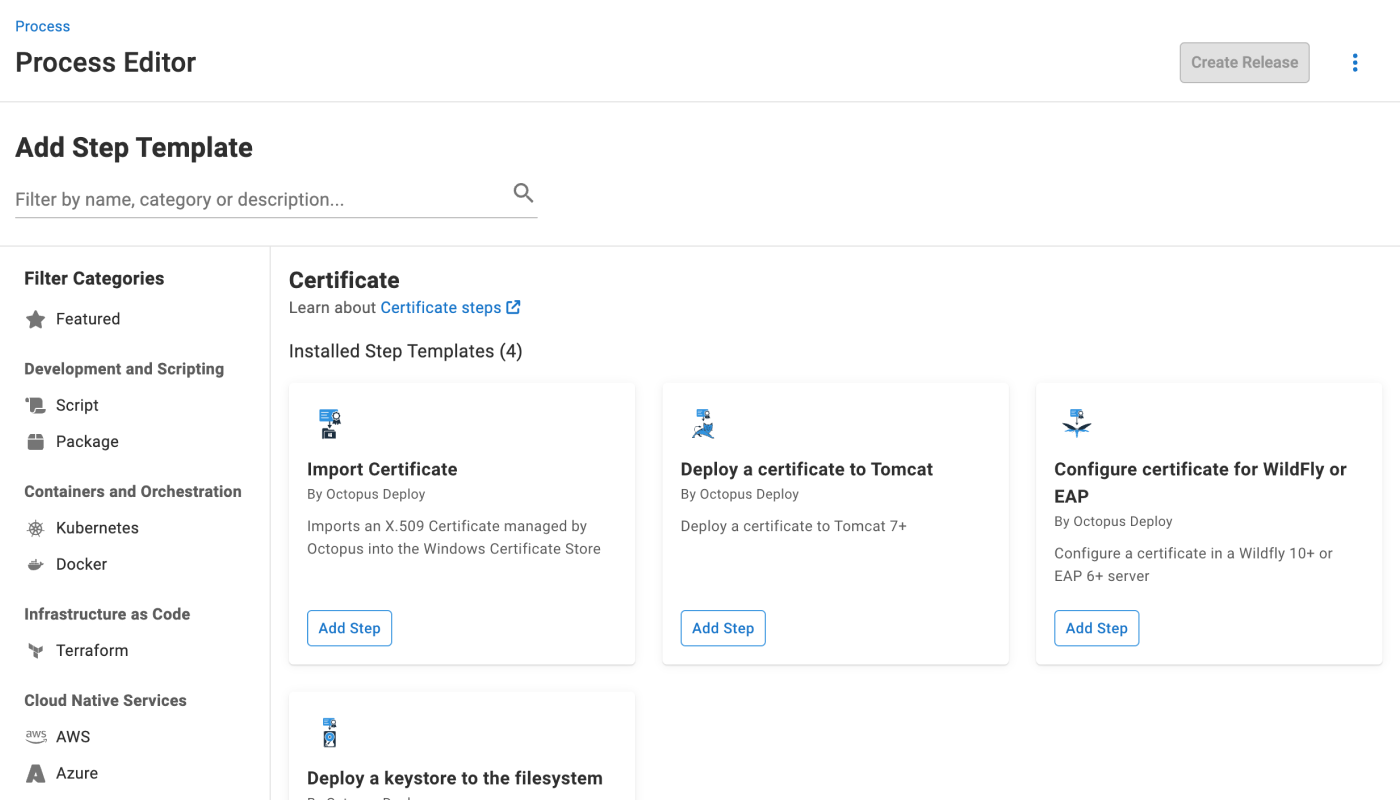 Process
Process Editor
Create Release
Add Step Template
Filter by name, category or description...
Filter Categories
Featured
Development and Scripting
Script
Package
Containers and Orchestration
Kubernetes
Docker
Infrastructure as Code
Terraform
Cloud Native Services
aws AWS
Azure
Certificate
Learn about Certificate steps
Installed Step Templates (4)
Import Certificate
By Octopus Deploy
Imports an X.509 Certificate managed by
Octopus into the Windows Certificate Store
Add Step
Deploy a certificate to Tomcat
By Octopus Deploy
Deploy a certificate to Tomcat 7+
Add Step
Configure certificate for WildFly or
EAP
By Octopus Deploy
Configure a certificate in a Wildfly 10+ or
EAP 6+ server
Add Step
Deploy a keystore to the filesystem